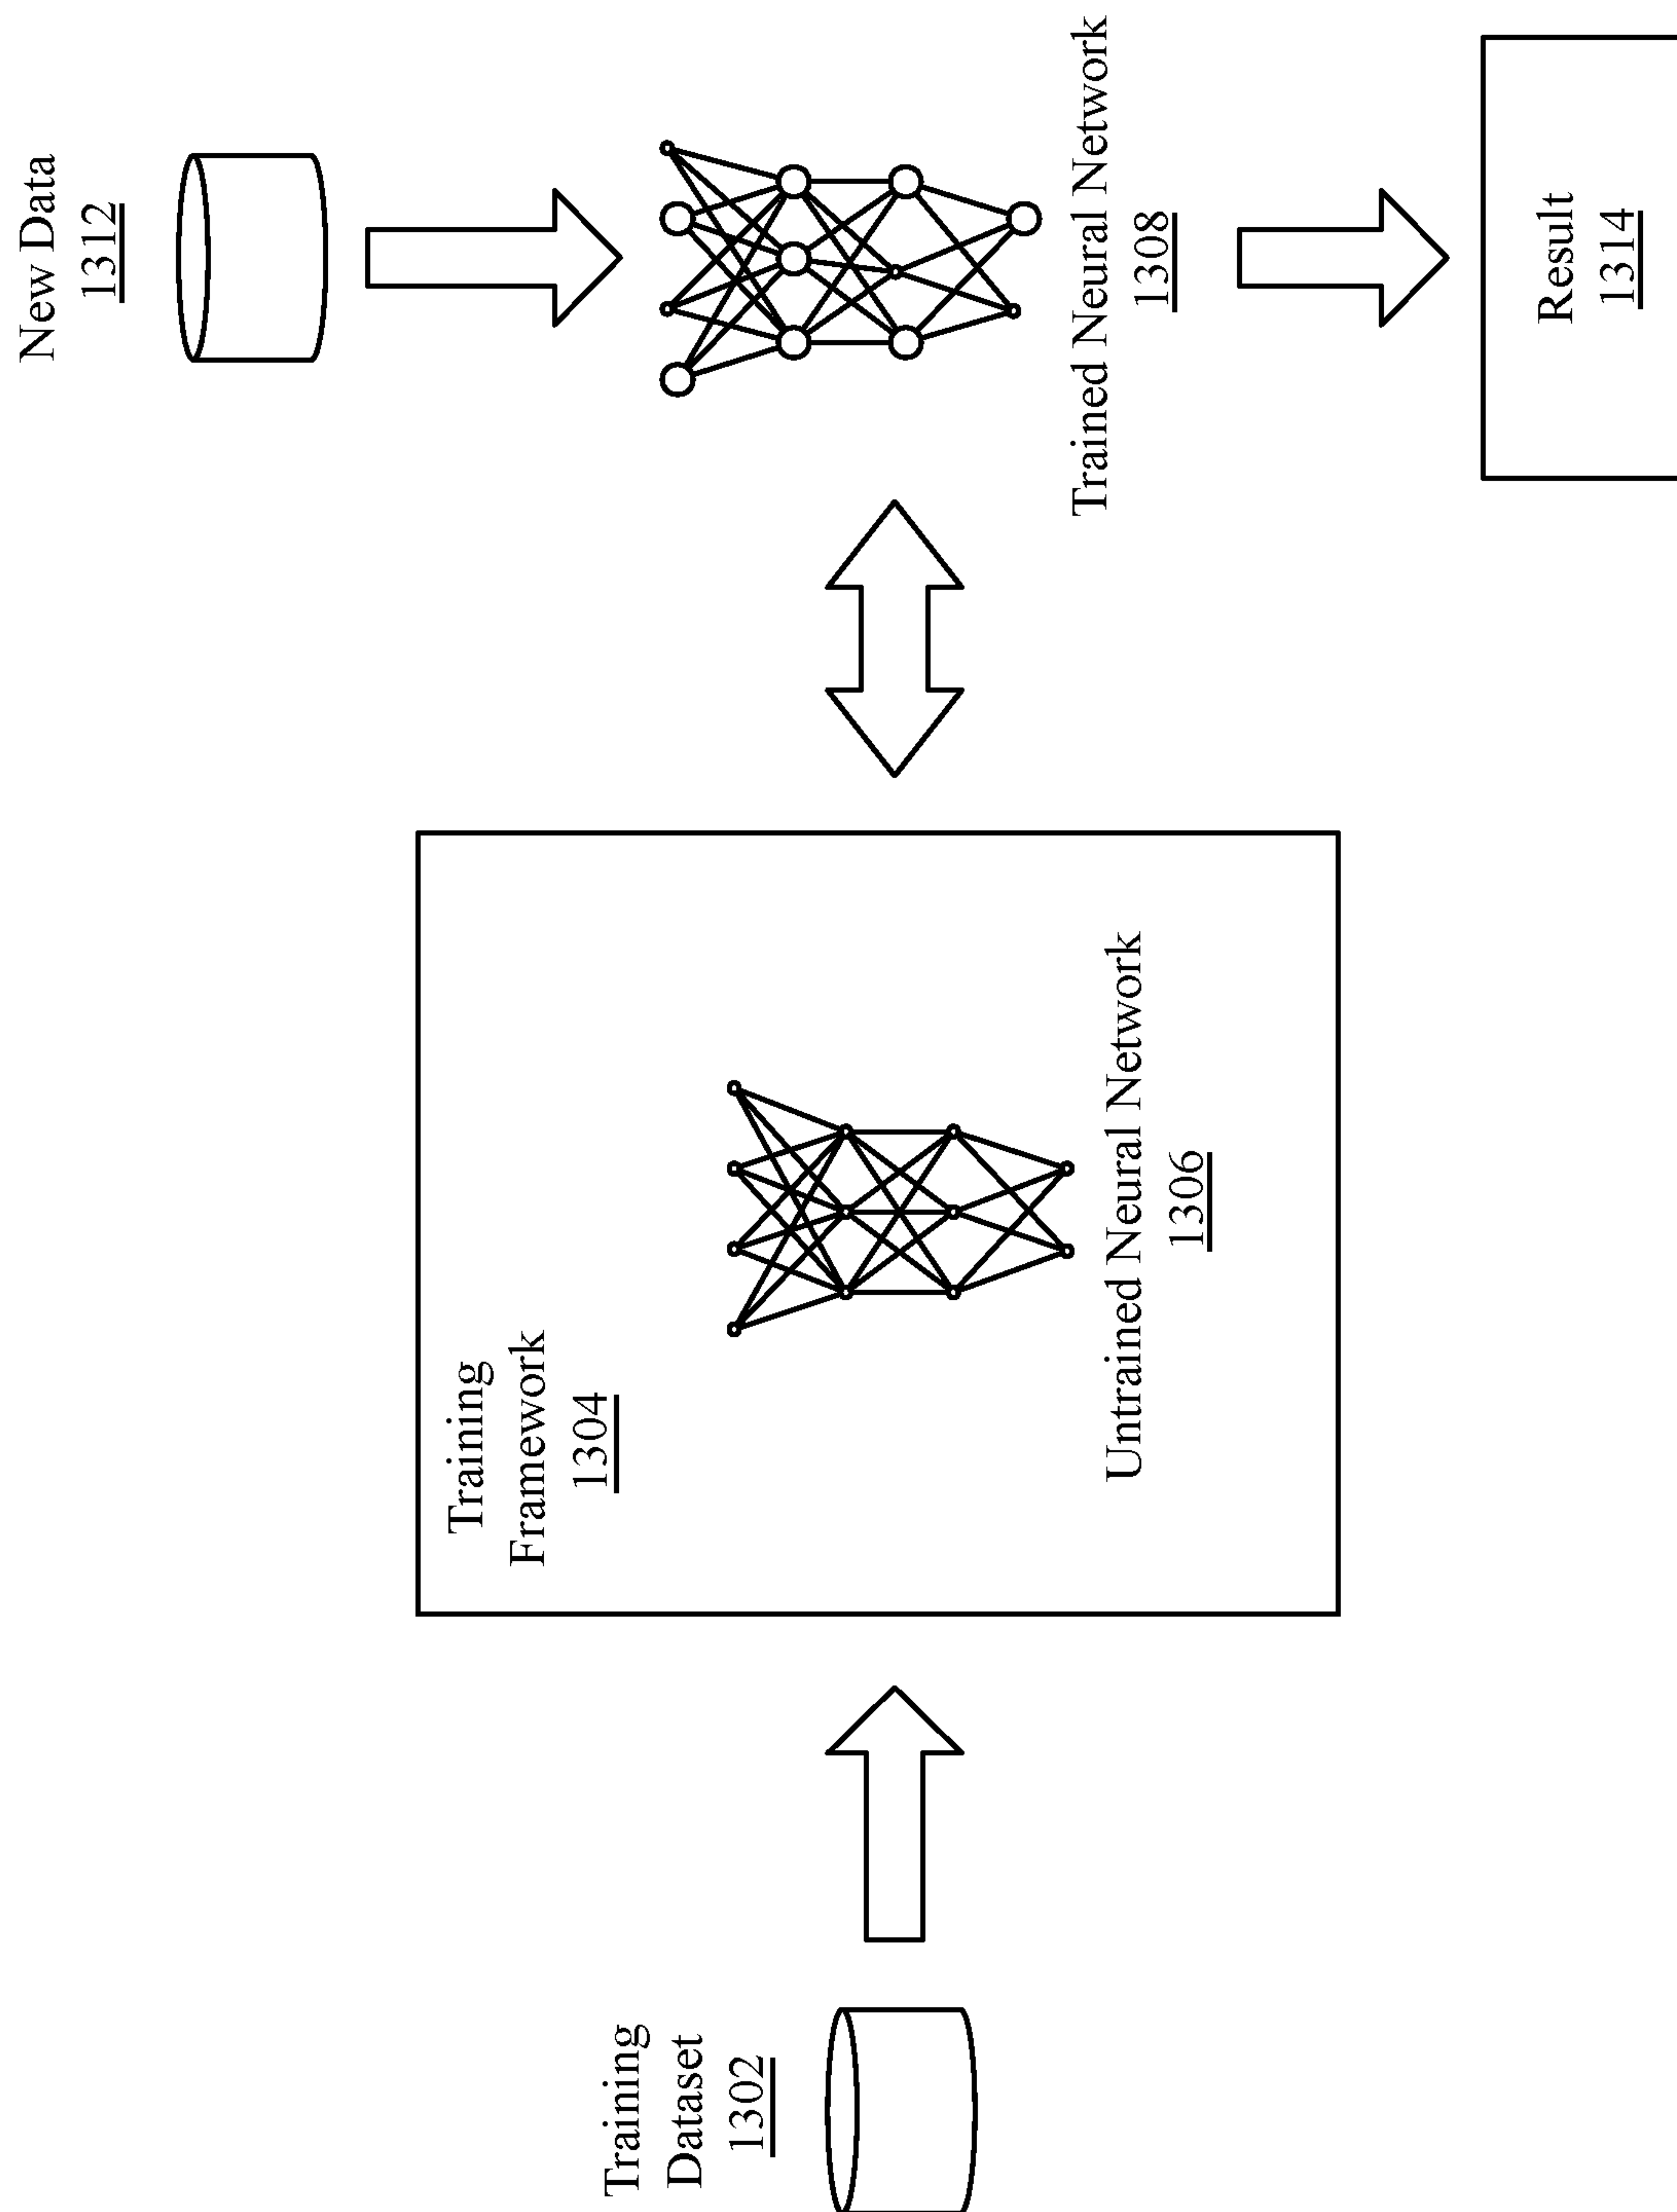 Training
Dataset
1302
Training
Framework
1304
Untrained Neural Network
1306
New Data
1312
Trained Neural Network
1308
Result
1314